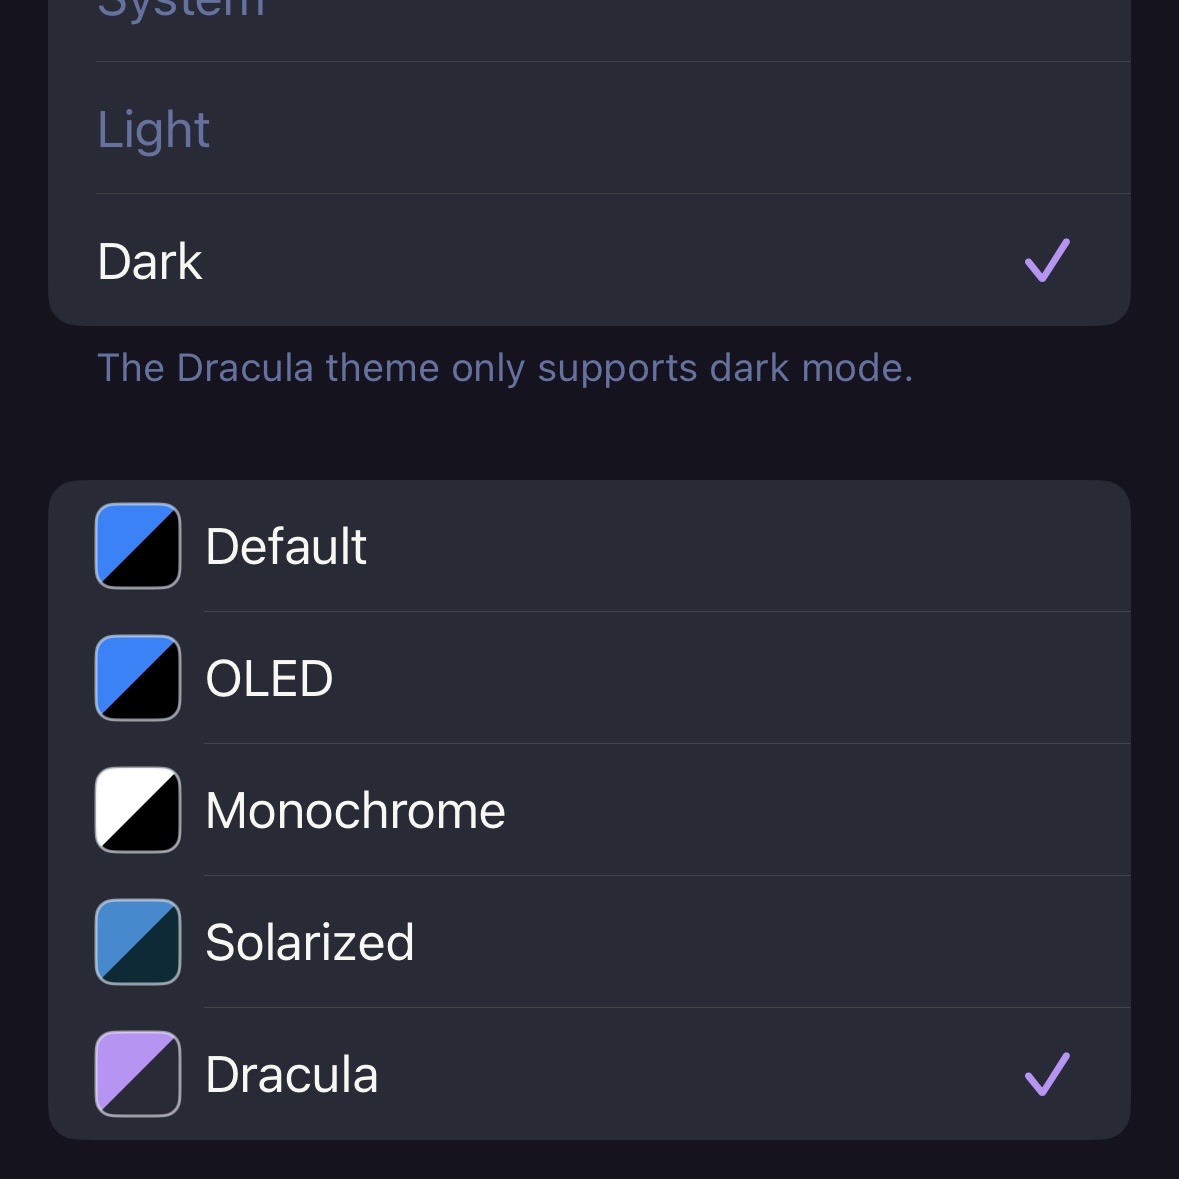 System
Light
Dark
The Dracula theme only supports dark mode.
Default
OLED
Monochrome
Solarized
Dracula